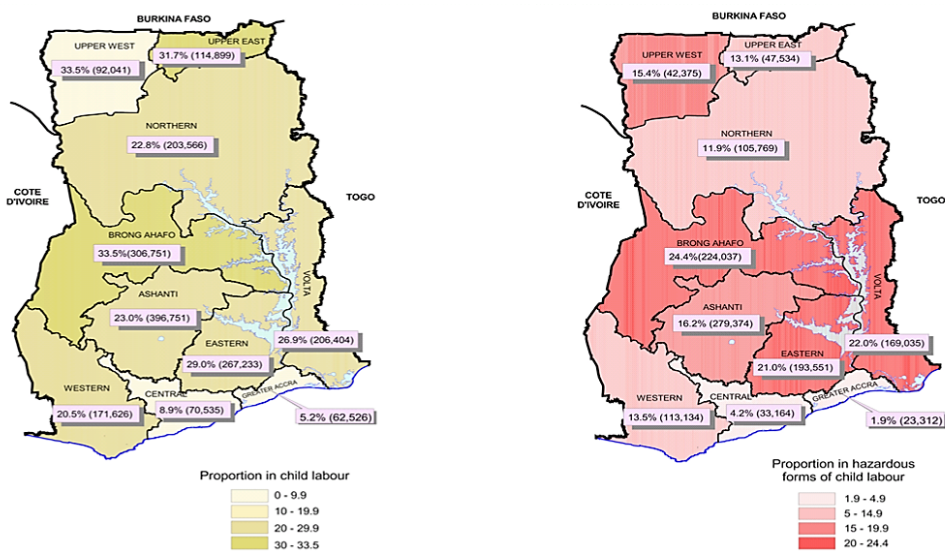 BURKINA FASO
UPPER WEST
UPPER EAST
31.7% (114,899)
33.5% (92,041)
NORTHERN
22.8% (203,566)
COTE
D'IVOIRE
TOGO
BRONG AHAFO
33.5%(306,751)
VOLTA
ASHANTI
23.0% (396,751)
26.9% (206,404)
EASTERN
29.0% (267,233)
WESTERN
CENTRAL
GREATER ACCRA
20.5% (171,626)
8.9% (70,535)
5.2% (62,526)
Proportion in child labour
0 - 9.9
10 - 19.9
20 - 29.9
30 - 33.5
BURKINA FASO
UPPER EAST
UPPER WEST
13.1% (47,534)
15.4% (42,375)
NORTHERN
11.9% (105,769)
COTE
D'IVOIRE
TOGO
BRONG AHAFO
24.4%(224,037)
VOLTA
ASHANTI
16.2% (279,374)
22.0% (169,035)
EASTERN
21.0% (193,551)
WESTERN
CENTRAL
GREATER ACCRA
13.5% (113,134)
4.2% (33,164)
1.9% (23,312)
Proportion in hazardous
forms of child labour
1.9 - 4.9
5 - 14.9
15 - 19.9
20 - 24.4